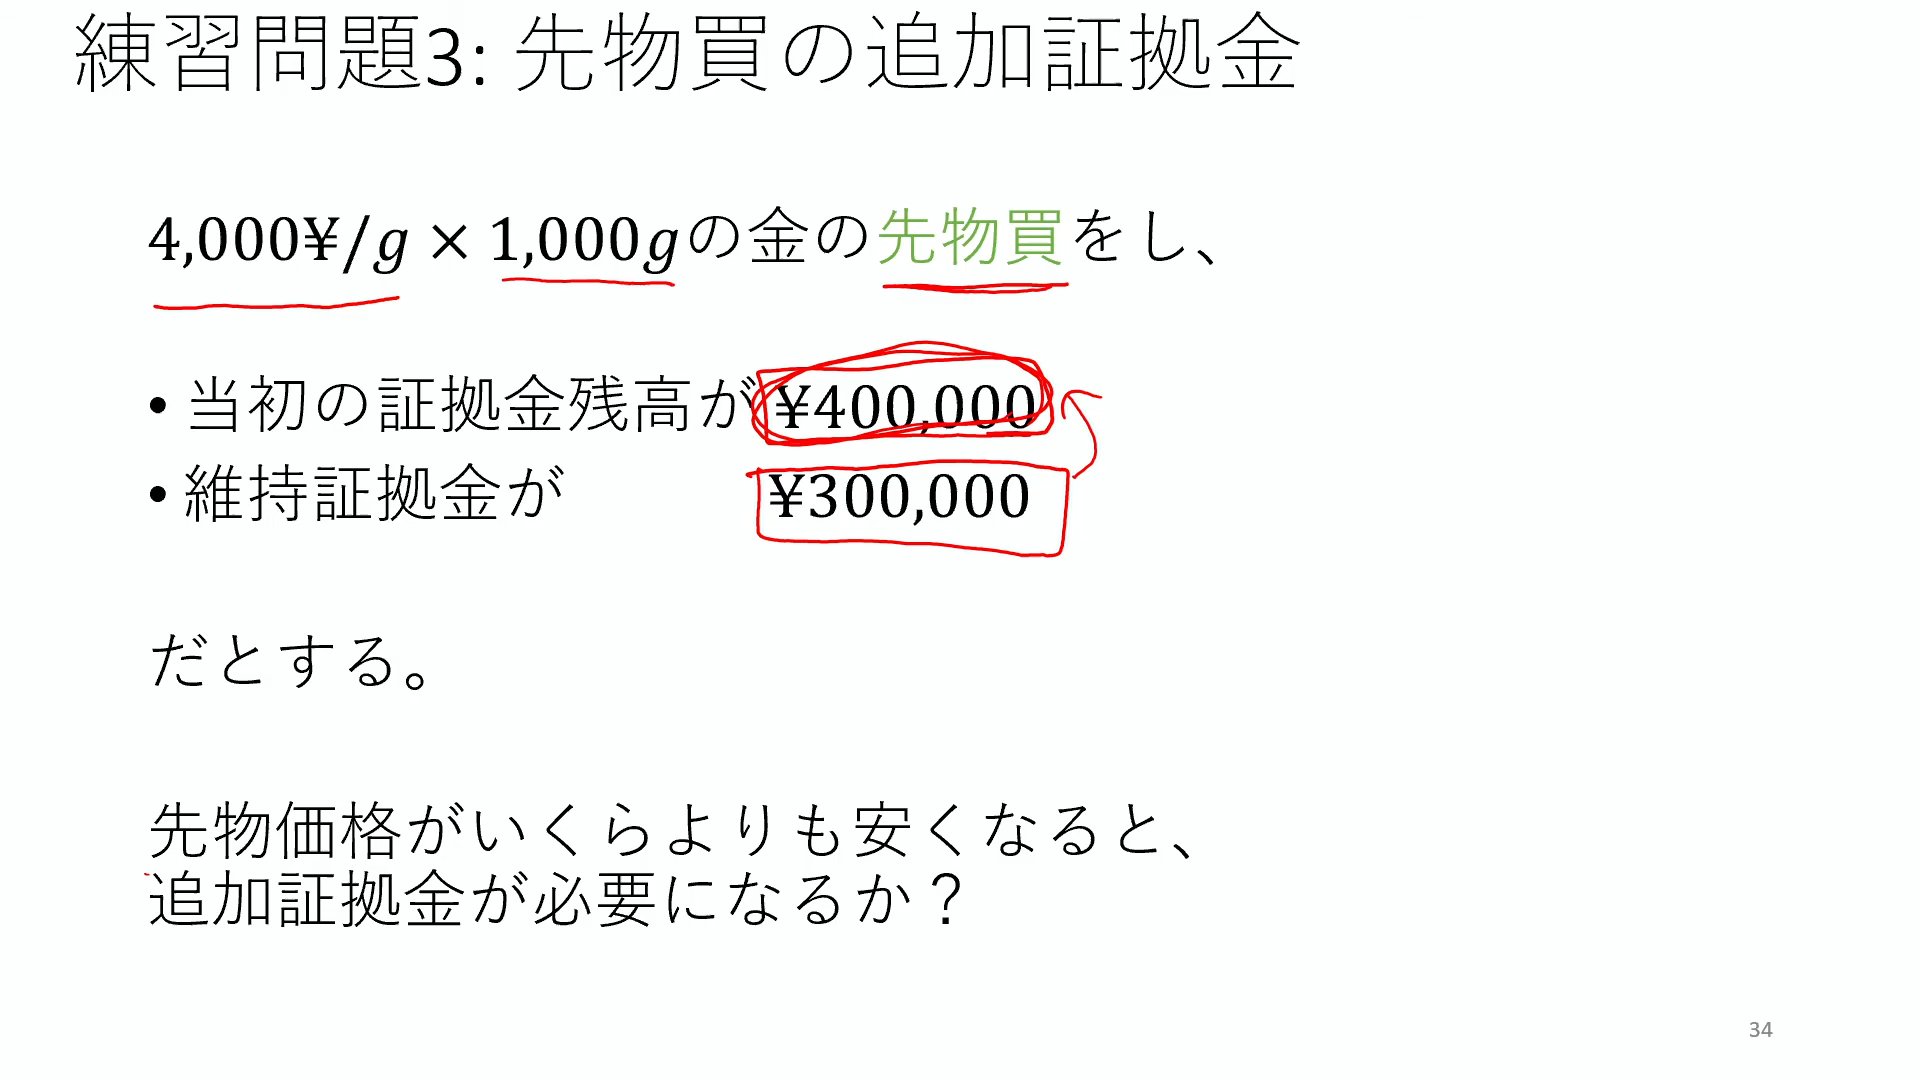 練習問題3: 先物買の追加証拠金
4,000¥/g × 1,000gの金の先物買をし、
• 当初の証拠金残高が ¥400,000
• 維持証拠金が ¥300,000
だとする。
先物価格がいくらよりも安くなると、
追加証拠金が必要になるか？
34